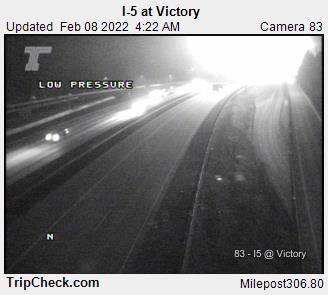 I-5 at Victory
Updated Feb 08 2022 4:22 AM Camera 83
T
LOW PRESSURE
N
83 - I5 @ Victory
TripCheck.com Milepost306.80